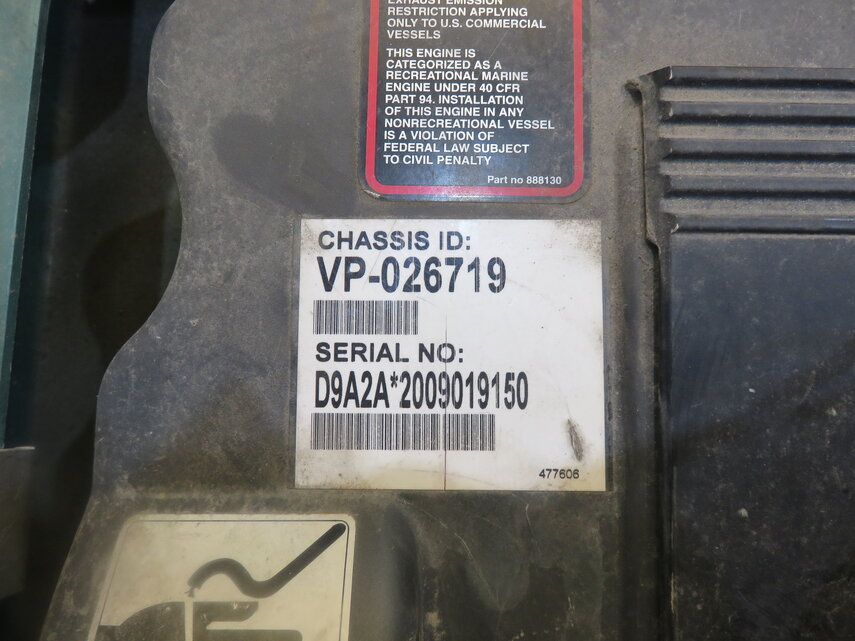 EXHAUST EMISSION
RESTRICTION APPLYING
ONLY TO U.S. COMMERCIAL
VESSELS
THIS ENGINE IS
CATEGORIZED AS A
RECREATIONAL MARINE
ENGINE UNDER 40 CFR
PART 94. INSTALLATION
OF THIS ENGINE IN ANY
NONRECREATIONAL VESSEL
IS A VIOLATION OF
FEDERAL LAW SUBJECT
TO CIVIL PENALTY
Part no 888130
CHASSIS ID:
VP-026719
SERIAL NO:
D9A2A*2009019150
477606